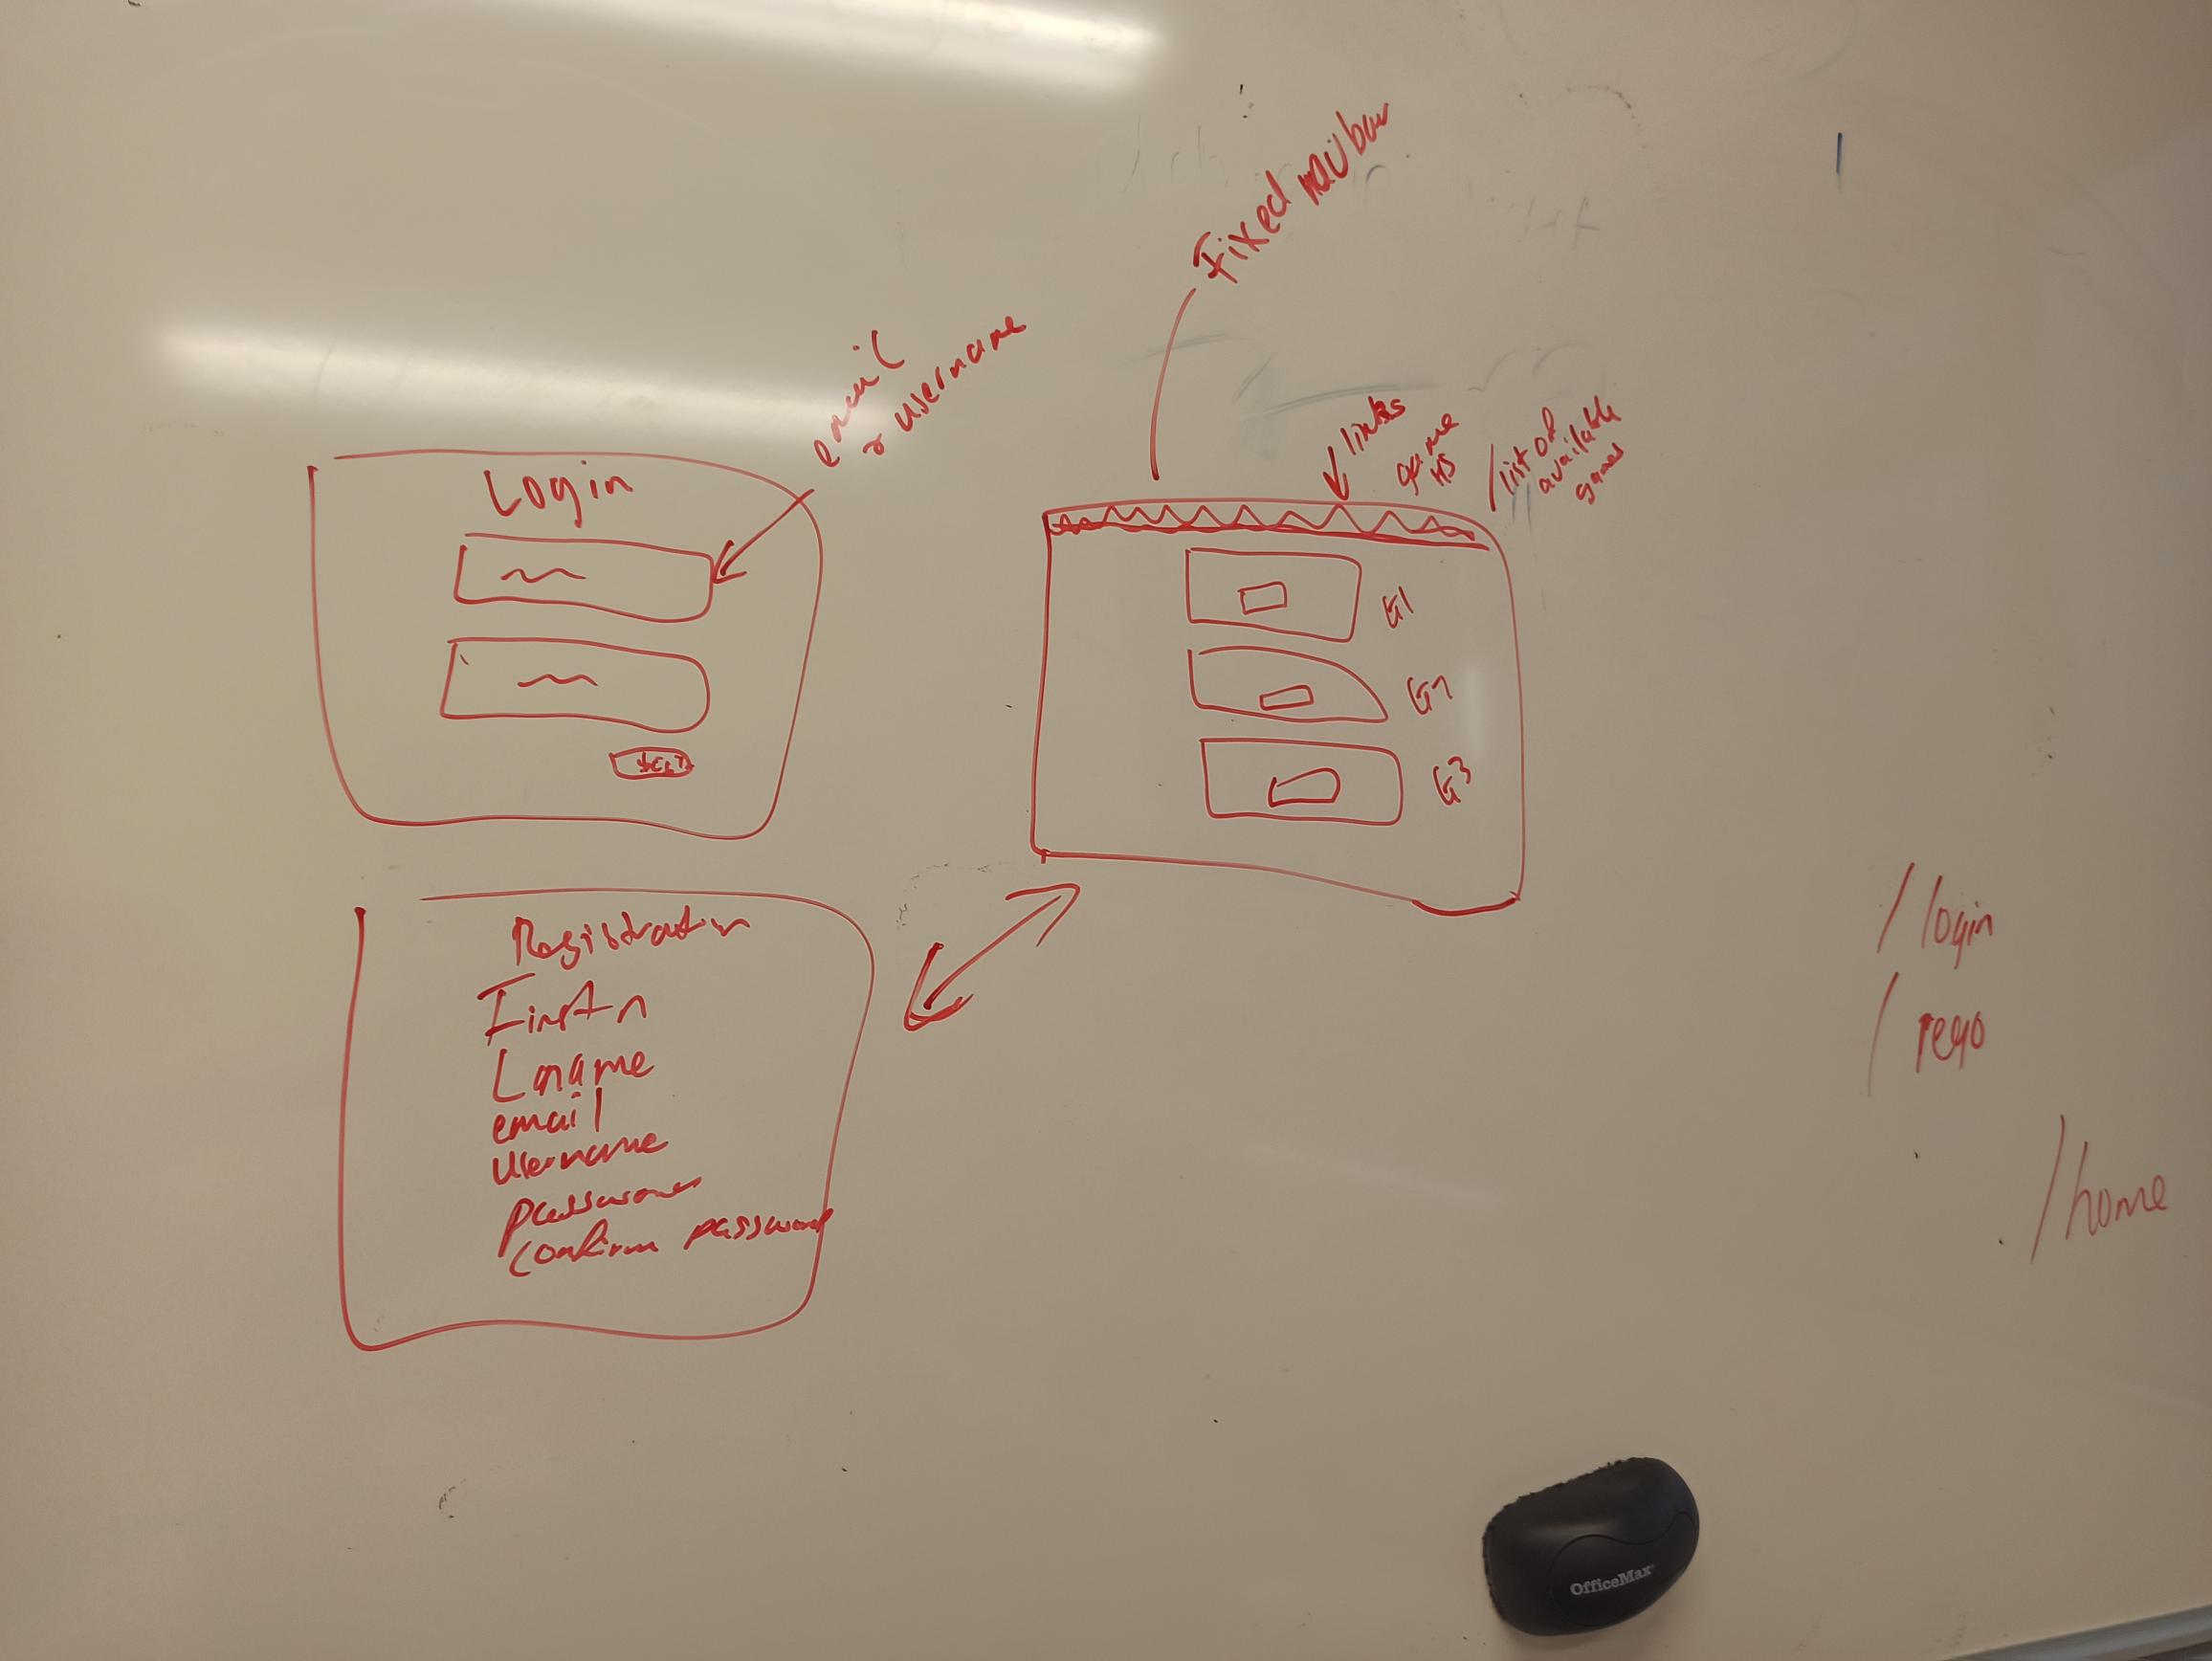 Fixed navbar
email
r username
links
game
HS
/list of
available
games
Login
G1
G2
G3
Registration
First n
Lname
email
username
password
confirm password
/login
/rego
/home
OfficeMax